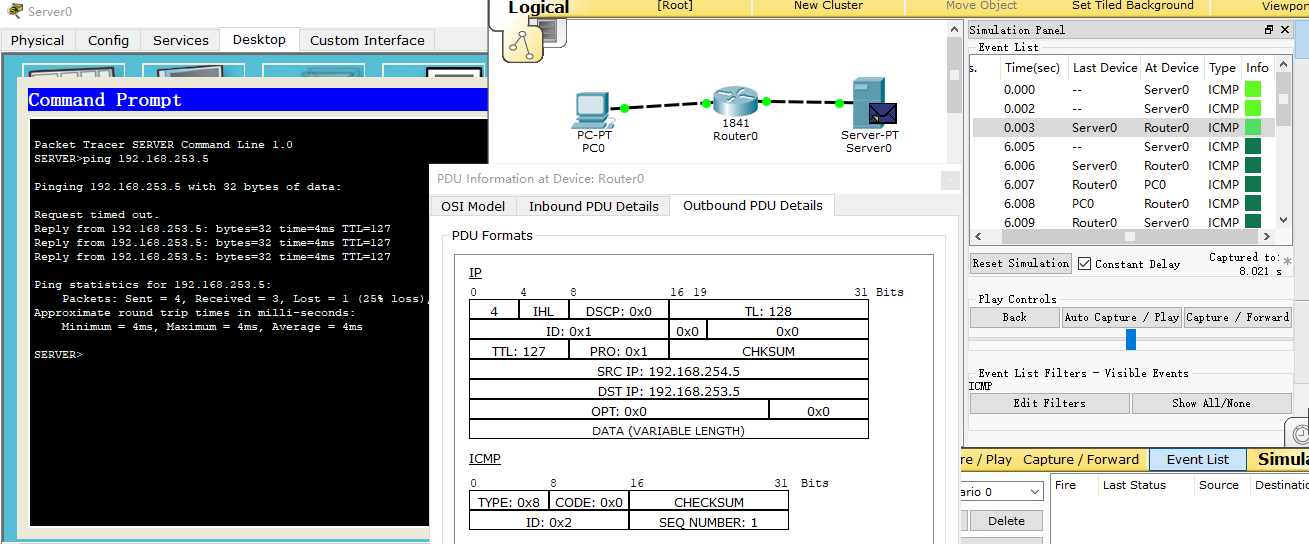 Server0
Physical Config Services Desktop Custom Interface
Command Prompt
Packet Tracer SERVER Command Line 1.0
SERVER>ping 192.168.253.5
Pinging 192.168.253.5 with 32 bytes of data:
Request timed out.
Reply from 192.168.253.5: bytes=32 time=4ms TTL=127
Reply from 192.168.253.5: bytes=32 time=4ms TTL=127
Reply from 192.168.253.5: bytes=32 time=4ms TTL=127
Ping statistics for 192.168.253.5:
Packets: Sent = 4, Received = 3, Lost = 1 (25% loss),
Approximate round trip times in milli-seconds:
Minimum = 4ms, Maximum = 4ms, Average = 4ms
SERVER>
Logical [Root] New Cluster Move Object Set Tiled Background Viewpor
PC-PT
PC0
1841
Router0
Server-PT
Server0
PDU Information at Device: Router0
OSI Model Inbound PDU Details Outbound PDU Details
PDU Formats
IP
0 4 8 16 19 31 Bits
4 IHL DSCP: 0x0 TL: 128
ID: 0x1 0x0 0x0
TTL: 127 PRO: 0x1 CHKSUM
SRC IP: 192.168.254.5
DST IP: 192.168.253.5
OPT: 0x0 0x0
DATA (VARIABLE LENGTH)
ICMP
0 8 16 31 Bits
TYPE: 0x8 CODE: 0x0 CHECKSUM
ID: 0x2 SEQ NUMBER: 1
Simulation Panel
Event List
s. Time(sec) Last Device At Device Type Info
0.000 -- Server0 ICMP
0.002 -- Server0 ICMP
0.003 Server0 Router0 ICMP
6.005 -- Server0 ICMP
6.006 Server0 Router0 ICMP
6.007 Router0 PC0 ICMP
6.008 PC0 Router0 ICMP
6.009 Router0 Server0 ICMP
Reset Simulation Constant Delay Captured to: *
8.021 s
Play Controls
Back Auto Capture / Play Capture / Forward
Event List Filters - Visible Events
ICMP
Edit Filters Show All/None
re / Play Capture / Forward Event List Simula
ario 0 Fire Last Status Source Destinatio
Delete